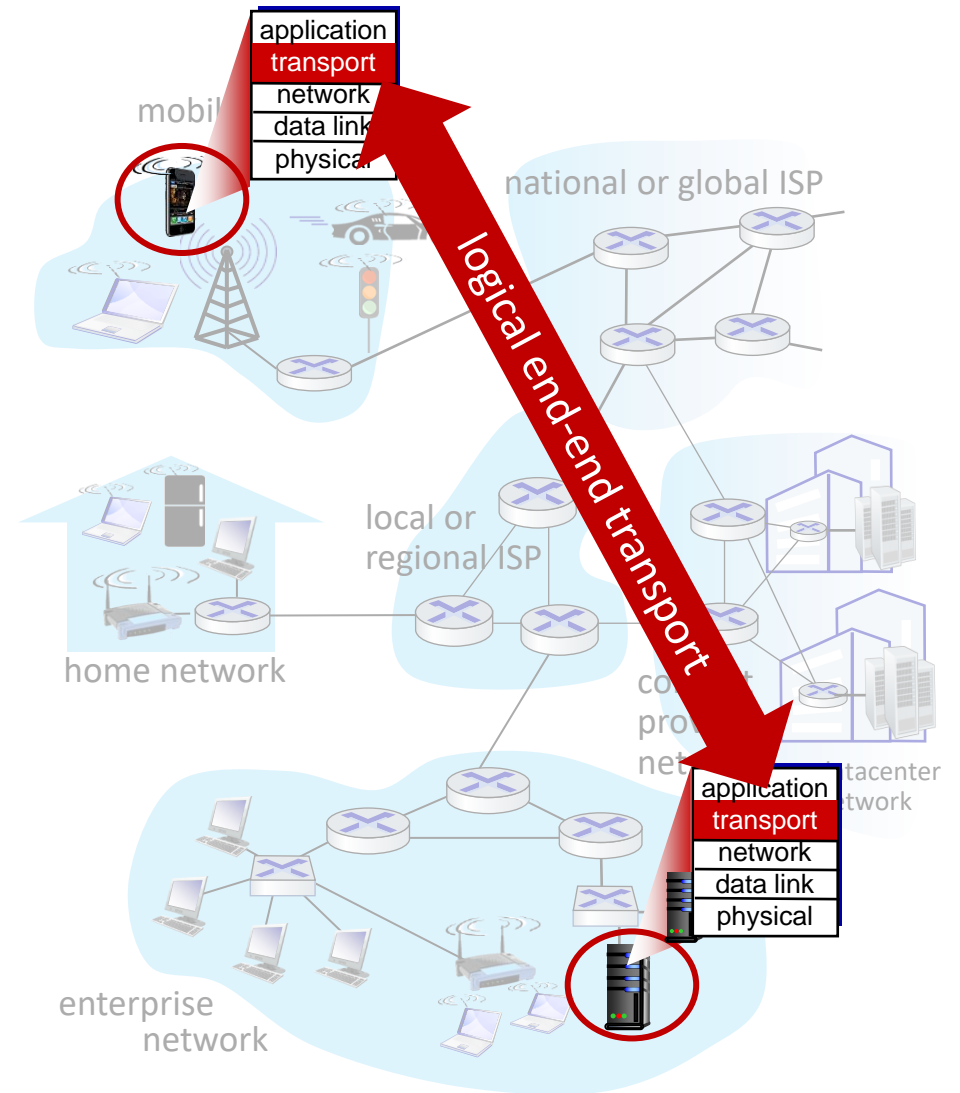 application
transport
network
data link
physical
national or global ISP
logical end-end transport
local or
regional ISP
home network
application
transport
network
data link
physical
enterprise
network